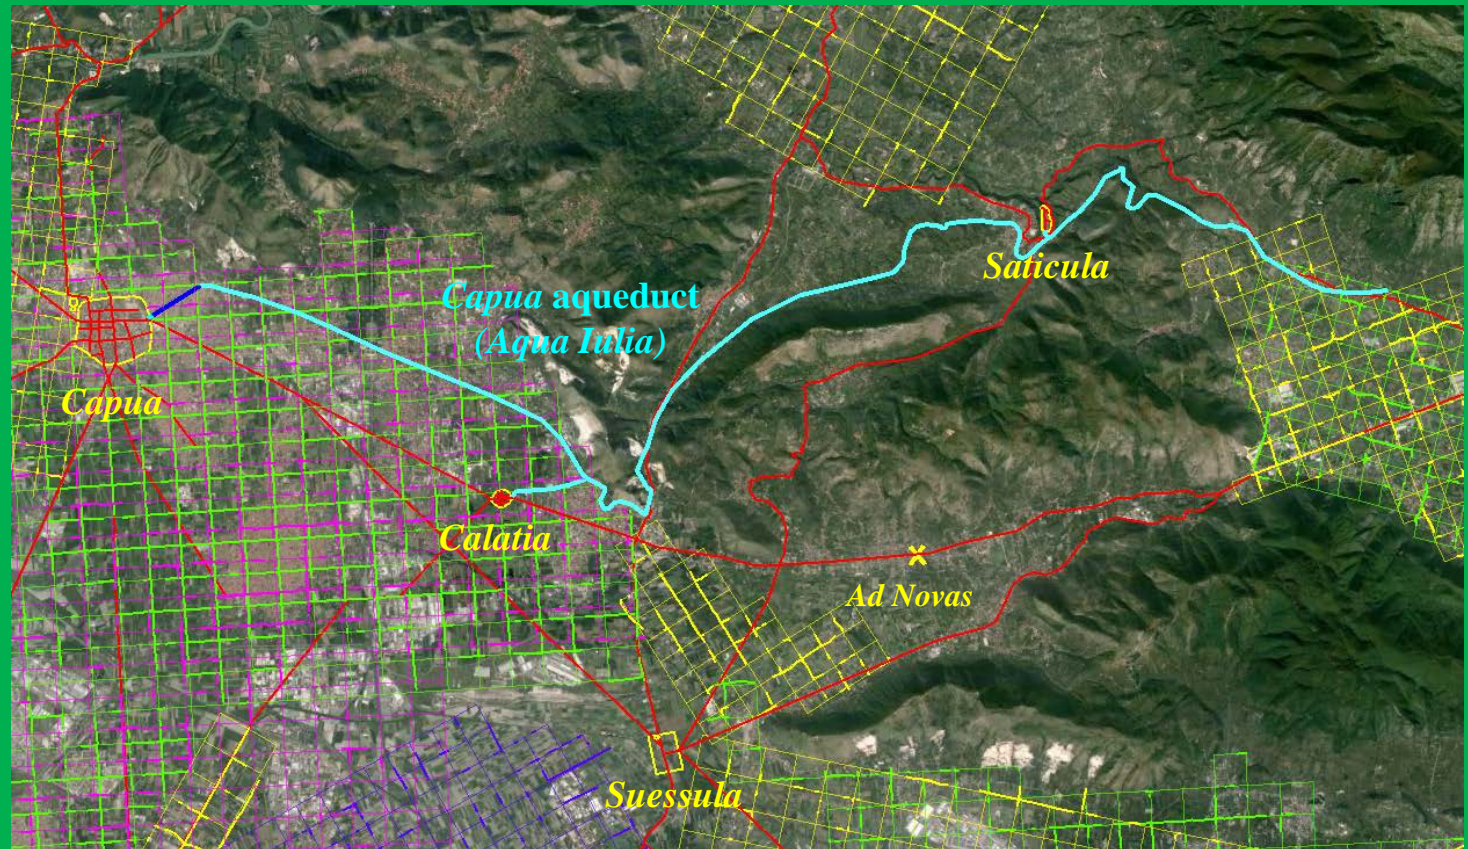 Saticula
Capua aqueduct
(Aqua Iulia)
Capua
Calatia
Ad Novas
Suessula